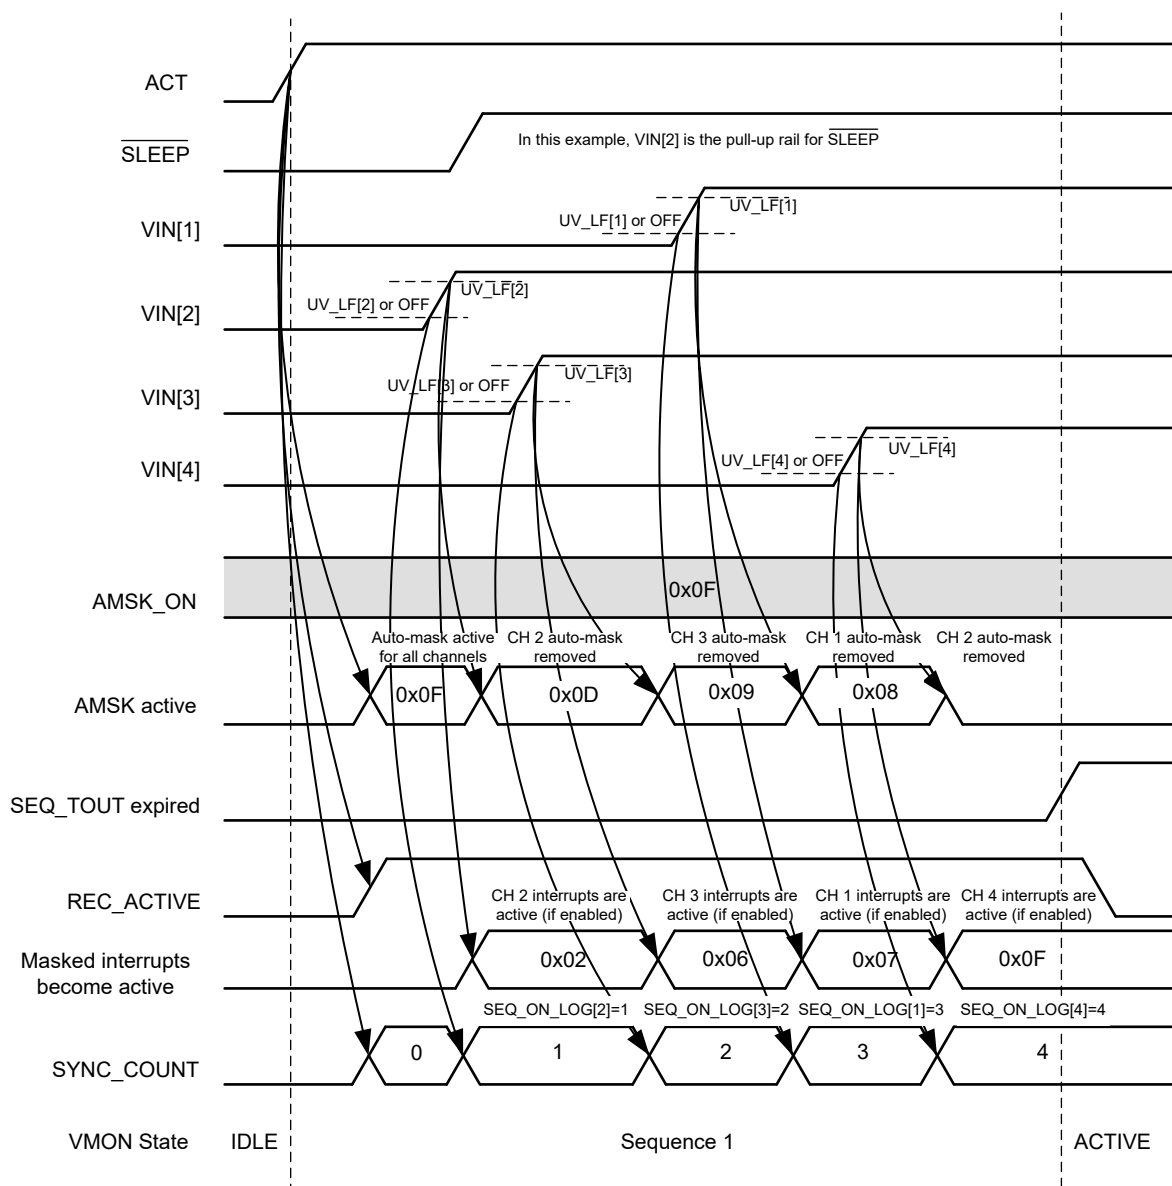 ACT
SLEEP
In this example, VIN[2] is the pull-up rail for SLEEP
VIN[1]
UV_LF[1] or OFF
UV_LF[1]
VIN[2]
UV_LF[2] or OFF
UV_LF[2]
VIN[3]
UV_LF[3] or OFF
UV_LF[3]
VIN[4]
UV_LF[4] or OFF
UV_LF[4]
AMSK_ON
0x0F
Auto-mask active
for all channels
CH 2 auto-mask
removed
CH 3 auto-mask
removed
CH 1 auto-mask
removed
CH 2 auto-mask
removed
AMSK active
0x0F
0x0D
0x09
0x08
SEQ_TOUT expired
REC_ACTIVE
CH 2 interrupts are
active (if enabled)
CH 3 interrupts are
active (if enabled)
CH 1 interrupts are
active (if enabled)
CH 4 interrupts are
active (if enabled)
Masked interrupts
become active
0x02
0x06
0x07
0x0F
SEQ_ON_LOG[2]=1
SEQ_ON_LOG[3]=2
SEQ_ON_LOG[1]=3
SEQ_ON_LOG[4]=4
SYNC_COUNT
0
1
2
3
4
VMON State
IDLE
Sequence 1
ACTIVE